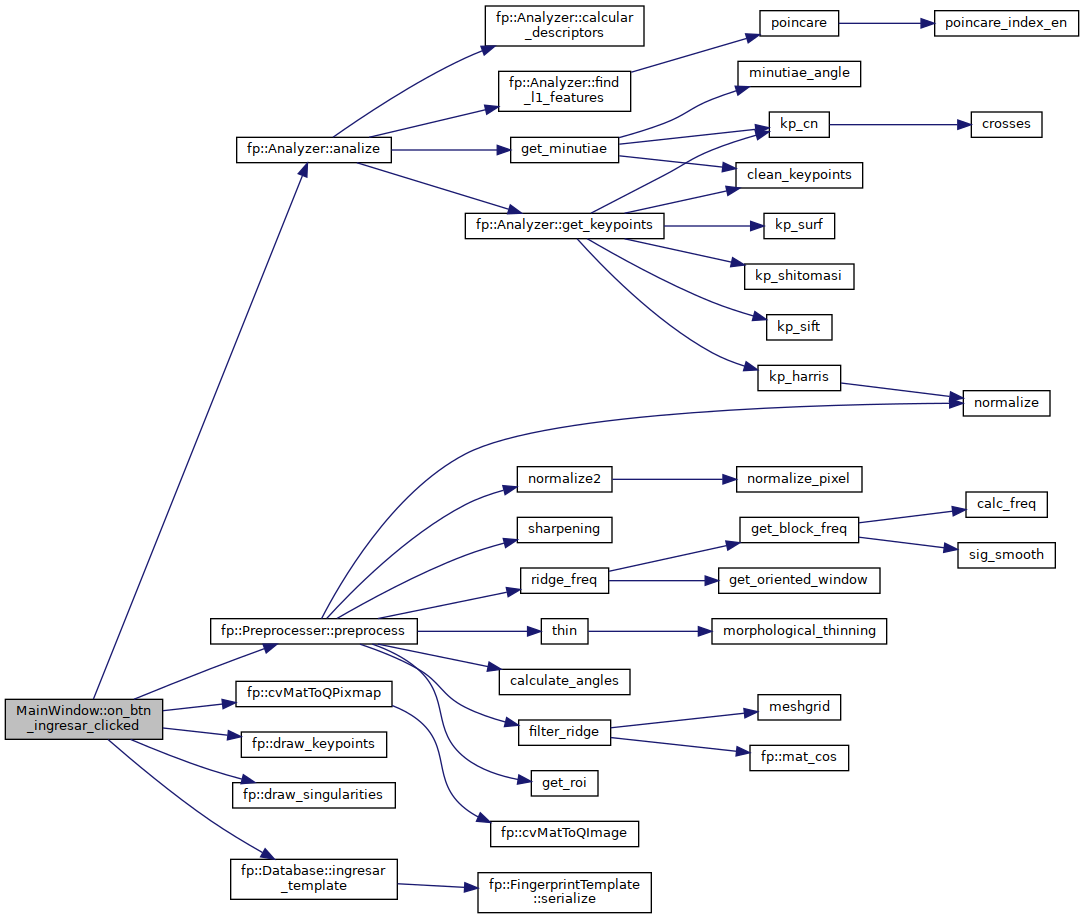 fp::Analyzer::calcular
_descriptors
poincare
poincare_index_en
fp::Analyzer::find
_l1_features
minutiae_angle
kp_cn
crosses
fp::Analyzer::analize
get_minutiae
clean_keypoints
fp::Analyzer::get_keypoints
kp_surf
kp_shitomasi
kp_sift
kp_harris
normalize
normalize2
normalize_pixel
sharpening
get_block_freq
calc_freq
sig_smooth
ridge_freq
get_oriented_window
fp::Preprocesser::preprocess
thin
morphological_thinning
calculate_angles
MainWindow::on_btn
_ingresar_clicked
fp::cvMatToQPixmap
filter_ridge
meshgrid
fp::draw_keypoints
fp::mat_cos
fp::draw_singularities
get_roi
fp::cvMatToQImage
fp::Database::ingresar
_template
fp::FingerprintTemplate
::serialize